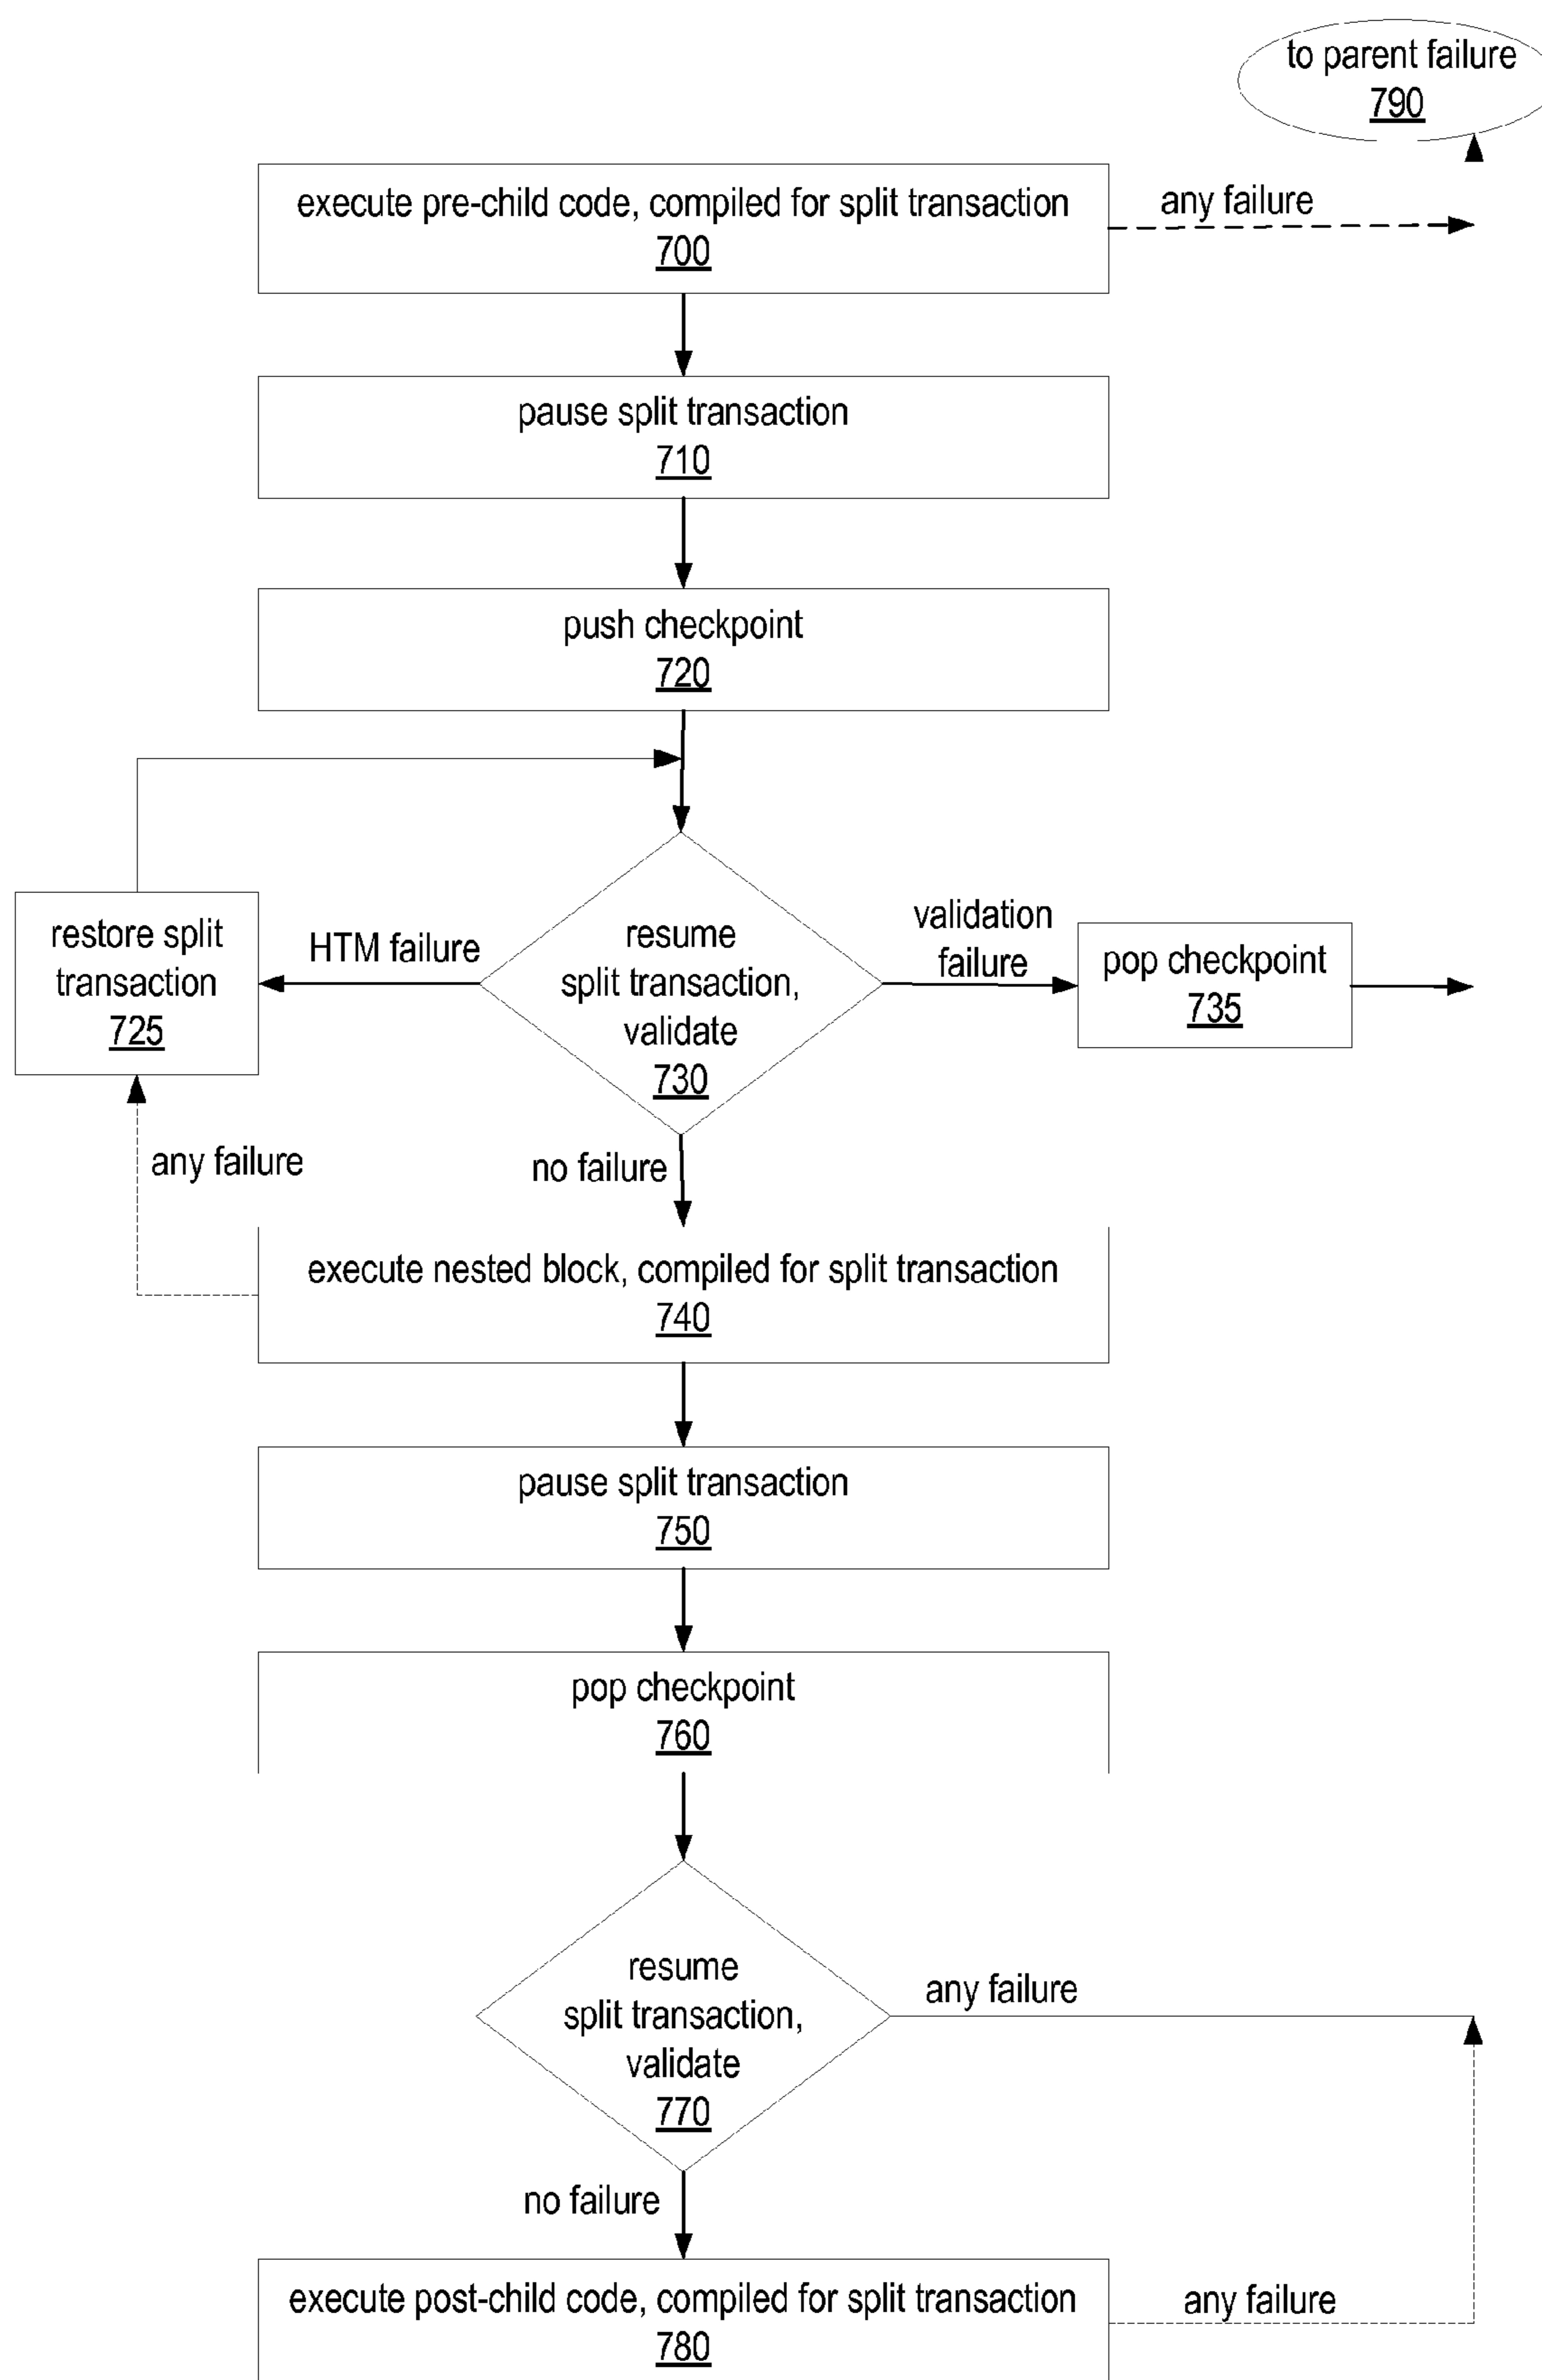 to parent failure
790
execute pre-child code, compiled for split transaction
700
any failure
pause split transaction
710
push checkpoint
720
restore split
transaction
725
HTM failure
resume
split transaction,
validate
730
validation
failure
pop checkpoint
735
any failure
no failure
execute nested block, compiled for split transaction
740
pause split transaction
750
pop checkpoint
760
resume
split transaction,
validate
770
any failure
no failure
execute post-child code, compiled for split transaction
780
any failure